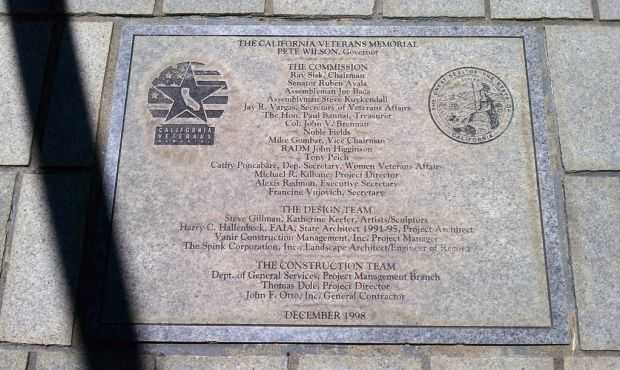 THE CALIFORNIA VETERANS MEMORIAL
PETE WILSON, Governor
THE COMMISSION
Ray Sisk, Chairman
Senator Ruben Ayala
Assemblyman Joe Baca
Assemblyman Steve Kuykendall
Jay R. Vargas, Secretary of Veterans Affairs
The Hon. Paul Bannai, Treasurer
Col. John V. Brennan
Noble Fields
Mike Gombar, Vice Chairman
RADM John Higginson
Tony Peich
Cathy Poncabare, Dep. Secretary, Women Veterans Affairs
Michael R. Kilbane, Project Director
Alexis Redmon, Executive Secretary
Francine Vujovich, Secretary
THE DESIGN TEAM
Steve Gillman, Katherine Keefer, Artists/Sculptors
Harry C. Hallenbeck, FAIA, State Architect 1991-95, Project Architect
Vanir Construction Management, Inc, Project Manager
The Spink Corporation, Inc., Landscape Architect/Engineer of Record
THE CONSTRUCTION TEAM
Dept. of General Services, Project Management Branch
Thomas Dole, Project Director
John F. Otto, Inc, General Contractor
DECEMBER 1998
CALIFORNIA
VETERANS
MEMORIAL
SEAL OF THE